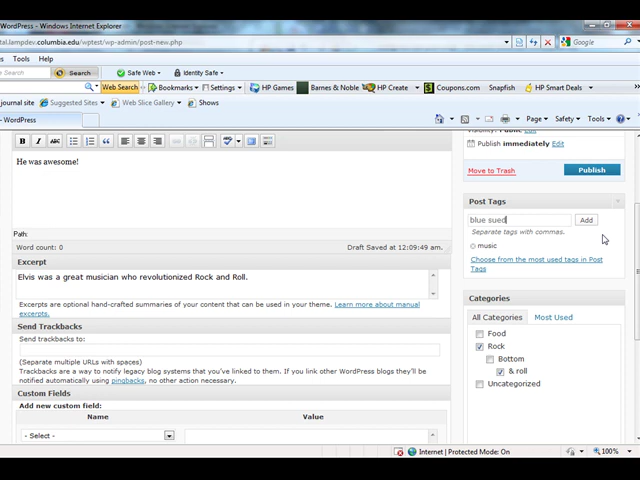 WordPress - Windows Internet Explorer
tal.lampdev.columbia.edu/wptest/wp-admin/post-new.php
Google
Tools Help
Search Safe Web Identity Safe
Web Search Bookmarks Settings HP Games Barnes & Noble HP Create Coupons.com Snapfish HP Smart Deals
journal site Suggested Sites Web Slice Gallery Shows
- WordPress Page Safety Tools
B I ABC ABC
He was awesome!
Path:
Word count: 0 Draft Saved at 12:09:49 am.
Excerpt
Elvis was a great musician who revolutionized Rock and Roll.
Excerpts are optional hand-crafted summaries of your content that can be used in your theme. Learn more about manual
excerpts.
Send Trackbacks
Send trackbacks to:
(Separate multiple URLs with spaces)
Trackbacks are a way to notify legacy blog systems that you've linked to them. If you link other WordPress blogs they'll be
notified automatically using pingbacks, no other action necessary.
Custom Fields
Add new custom field:
Name Value
- Select -
Visibility: Public Edit
Publish immediately Edit
Move to Trash Publish
Post Tags
blue sued Add
Separate tags with commas.
music
Choose from the most used tags in Post
Tags
Categories
All Categories Most Used
Food
Rock
Bottom
& roll
Uncategorized
Internet | Protected Mode: On 100%